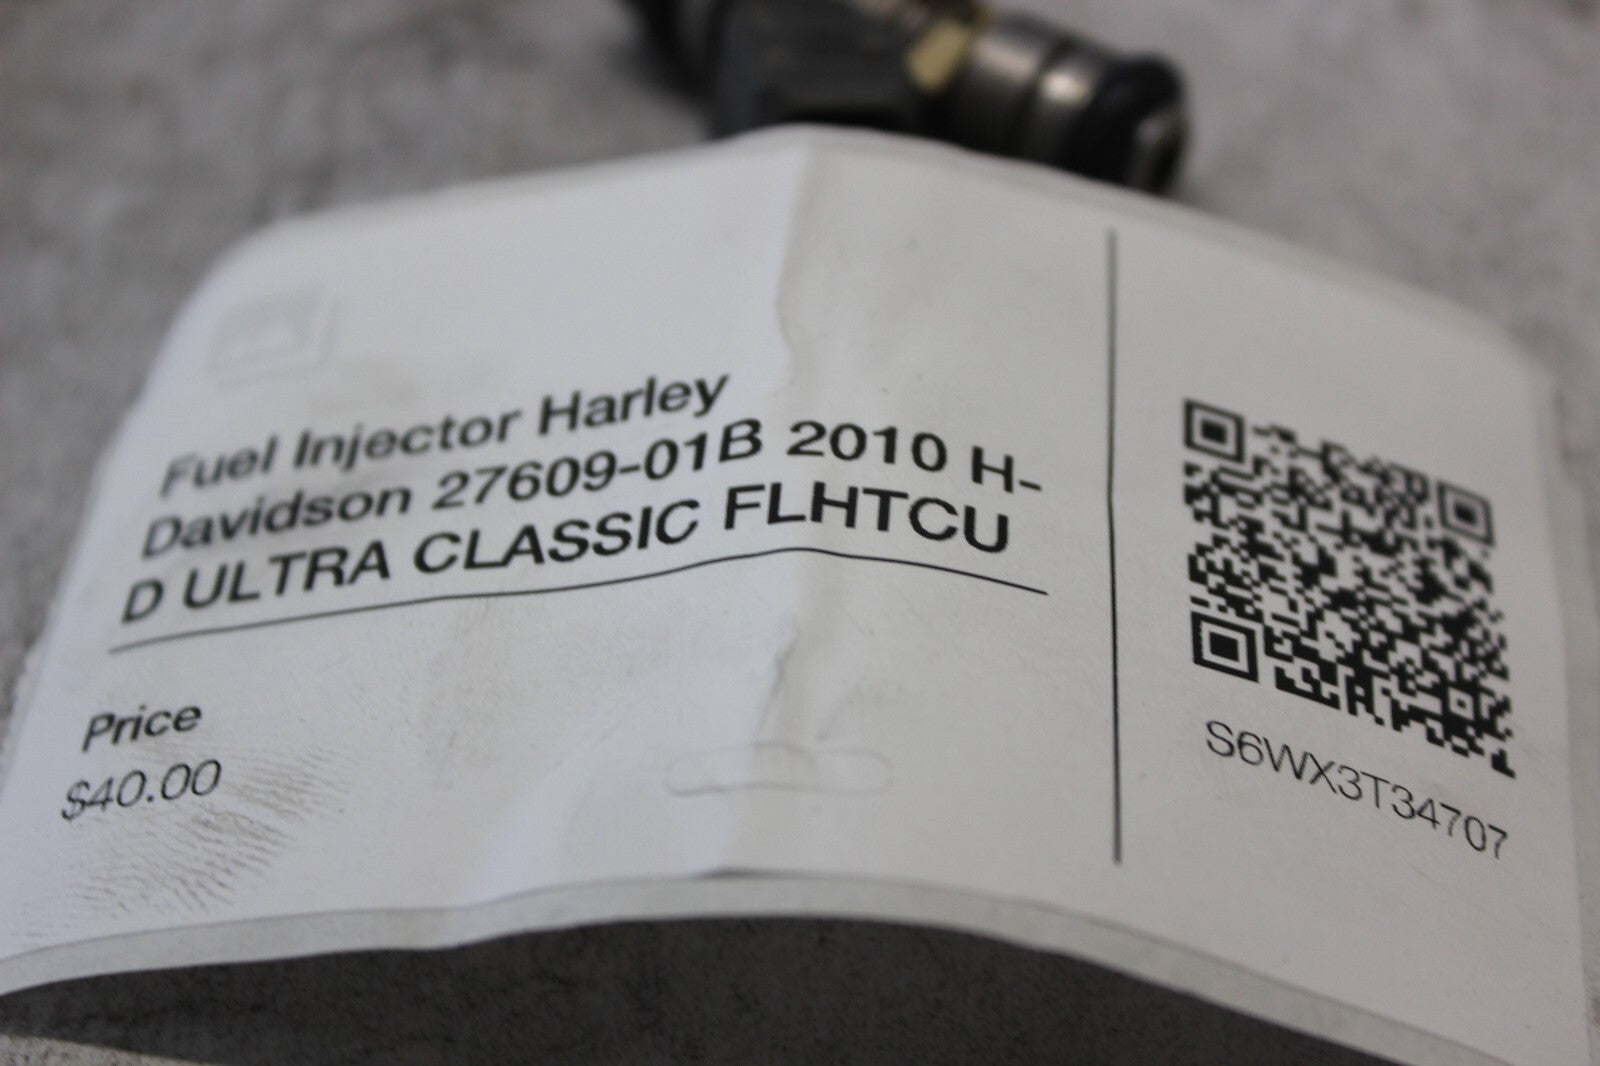 Fuel Injector Harley
Davidson 27609-01B 2010 H-
D ULTRA CLASSIC FLHTCU
Price
$40.00
S6WX3T34707